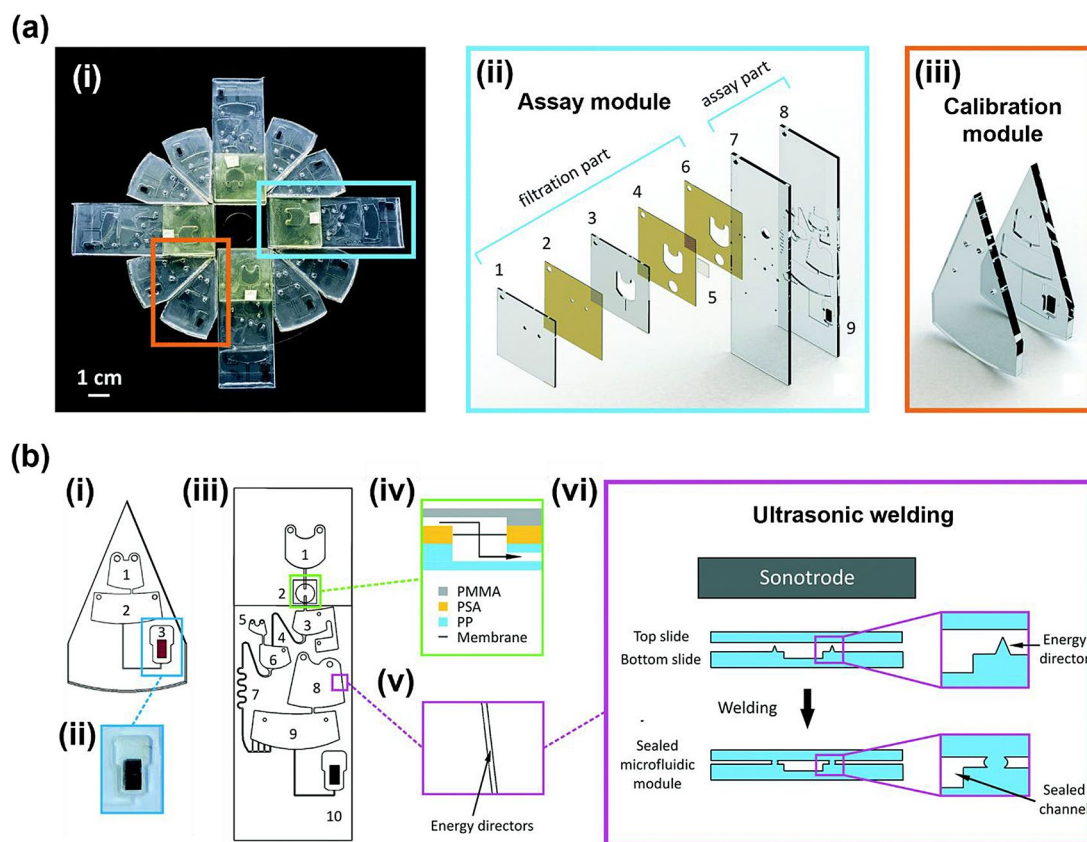 (a)
(i)
1 cm
(ii)
Assay module
filtration part
assay part
1
2
3
4
5
6
7
8
9
(iii)
Calibration
module
(b)
(i)
1
2
3
(ii)
(iii)
1
2
3
4
5
6
7
8
9
10
(iv)
PMMA
PSA
PP
Membrane
(v)
Energy directors
(vi)
Ultrasonic welding
Sonotrode
Top slide
Bottom slide
Energy
director
Welding
Sealed
microfluidic
module
Sealed
channel